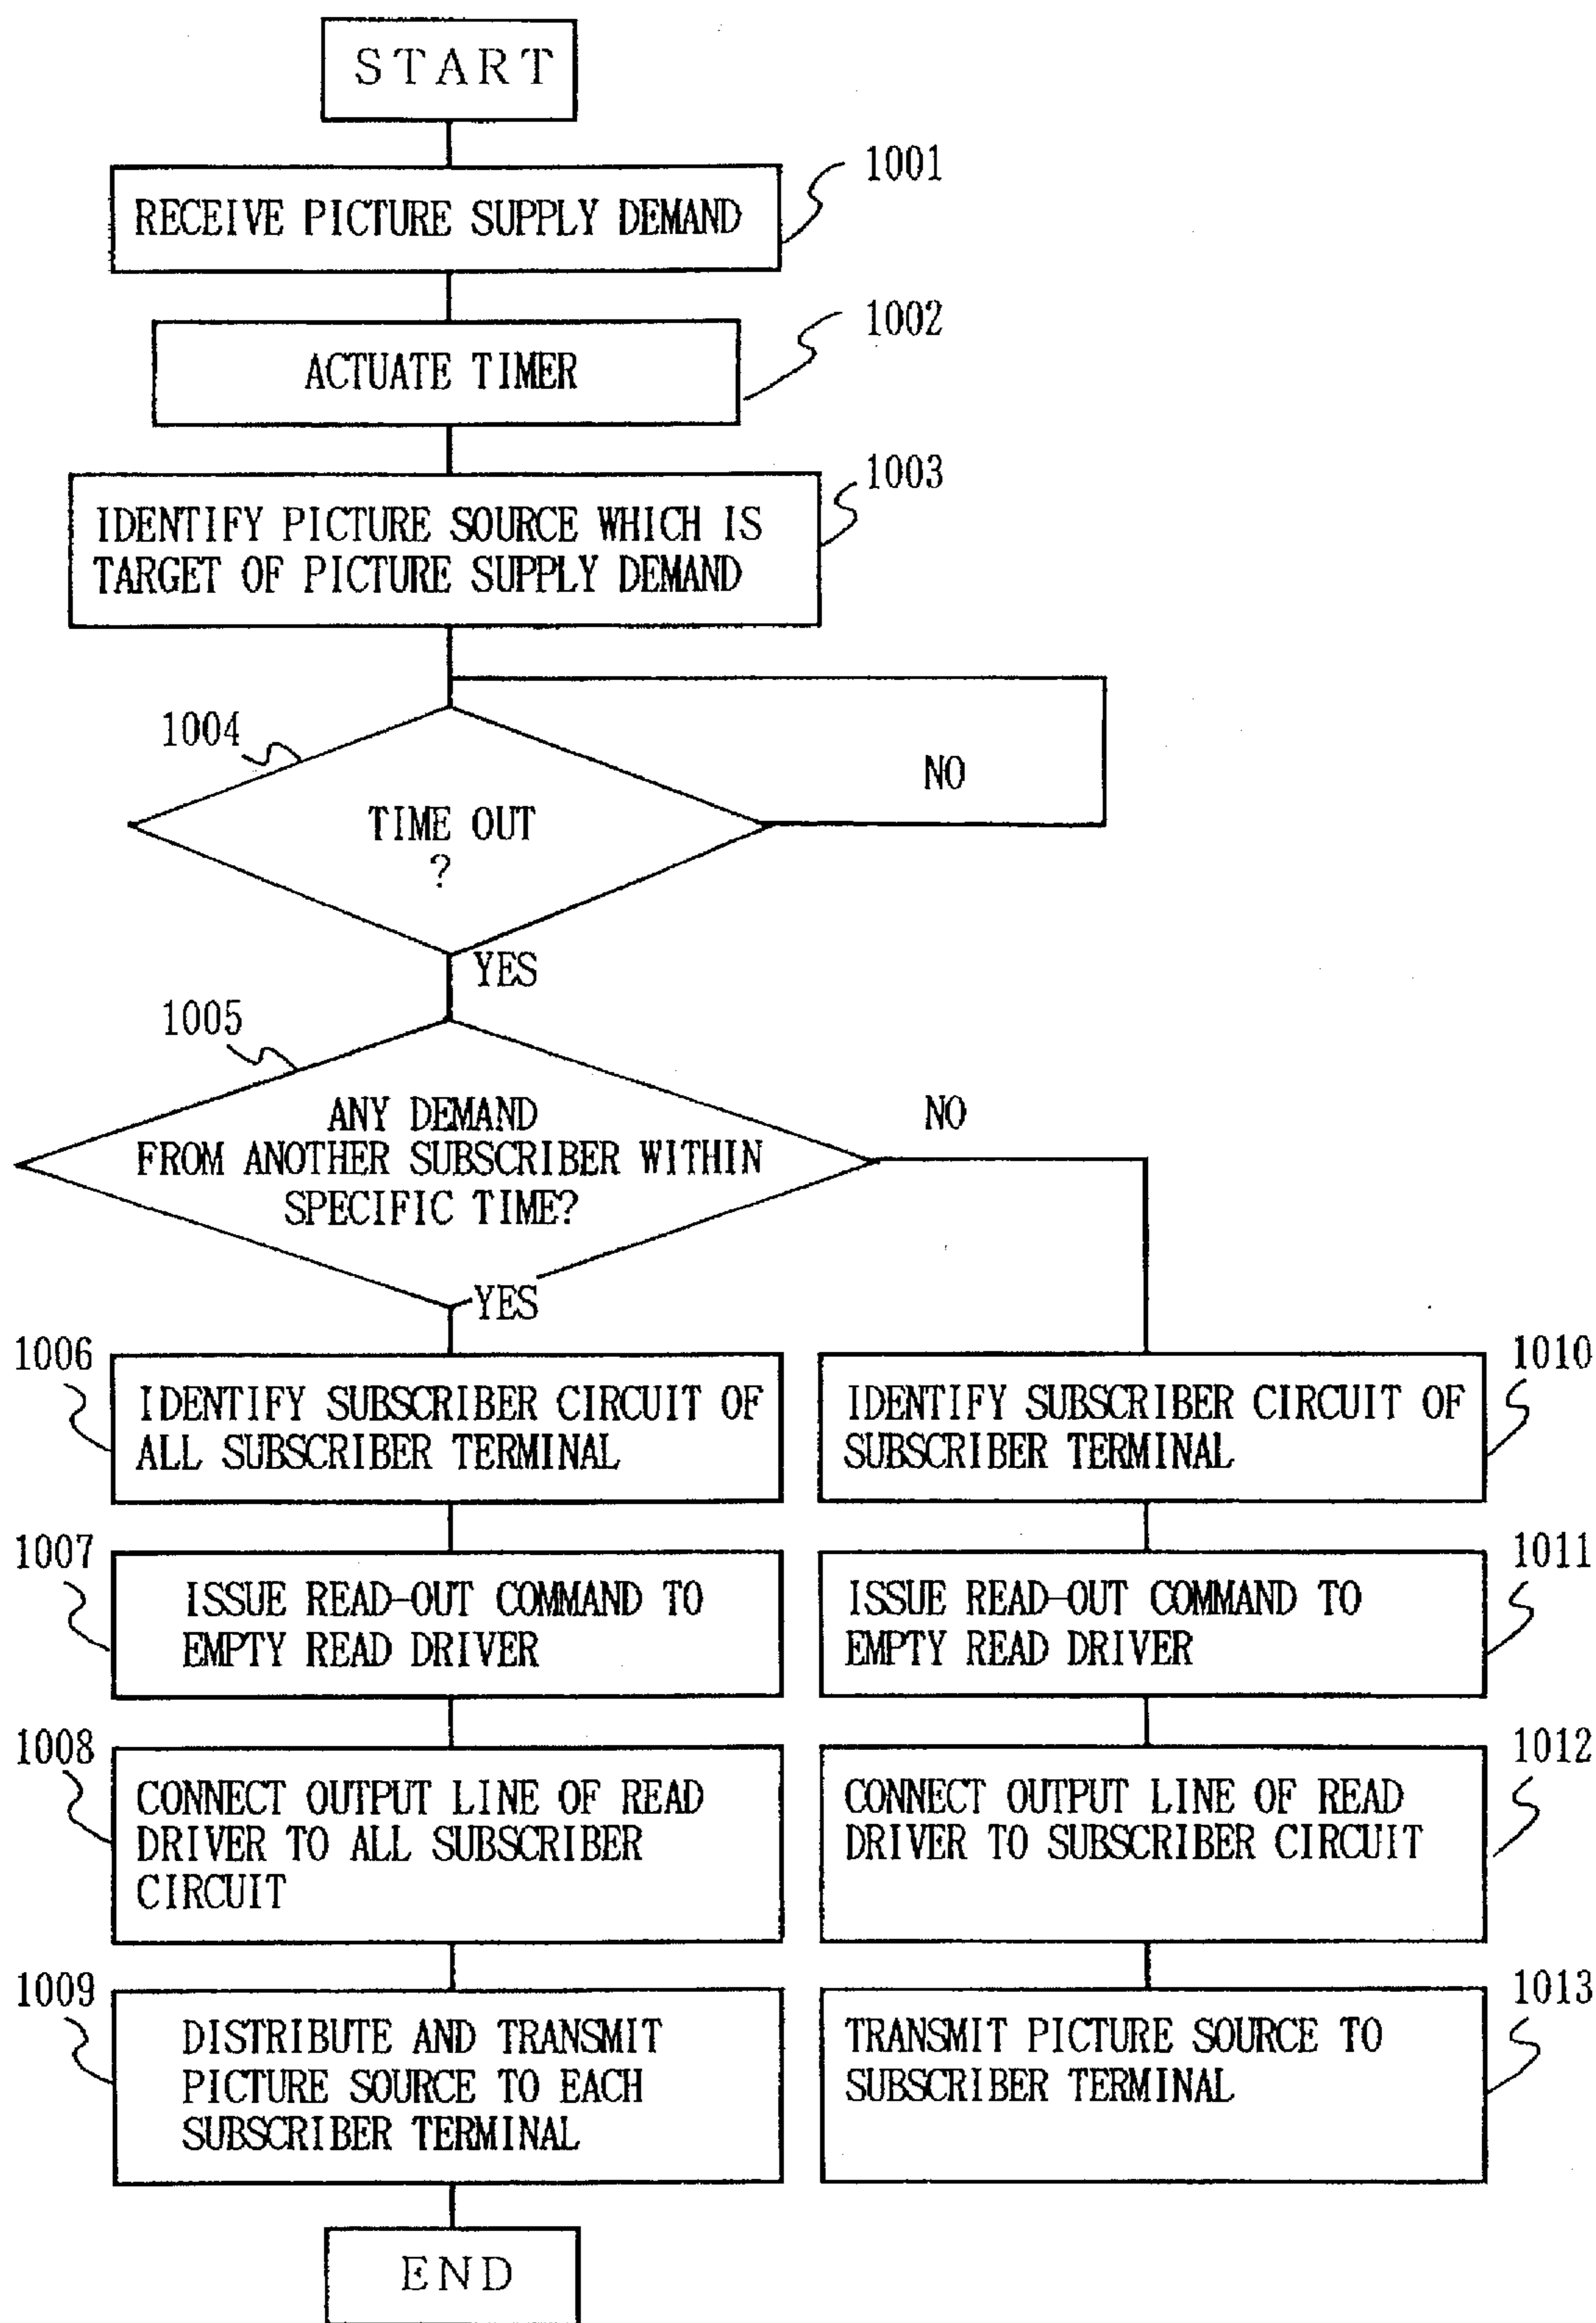 START
1001
RECEIVE PICTURE SUPPLY DEMAND
1002
ACTUATE TIMER
1003
IDENTIFY PICTURE SOURCE WHICH IS
TARGET OF PICTURE SUPPLY DEMAND
1004
NO
TIME OUT
?
YES
1005
NO
ANY DEMAND
FROM ANOTHER SUBSCRIBER WITHIN
SPECIFIC TIME?
YES
1006
IDENTIFY SUBSCRIBER CIRCUIT OF
ALL SUBSCRIBER TERMINAL
1010
IDENTIFY SUBSCRIBER CIRCUIT OF
SUBSCRIBER TERMINAL
1007
ISSUE READ-OUT COMMAND TO
EMPTY READ DRIVER
1011
ISSUE READ-OUT COMMAND TO
EMPTY READ DRIVER
1008
CONNECT OUTPUT LINE OF READ
DRIVER TO ALL SUBSCRIBER
CIRCUIT
1012
CONNECT OUTPUT LINE OF READ
DRIVER TO SUBSCRIBER CIRCUIT
1009
DISTRIBUTE AND TRANSMIT
PICTURE SOURCE TO EACH
SUBSCRIBER TERMINAL
1013
TRANSMIT PICTURE SOURCE TO
SUBSCRIBER TERMINAL
END